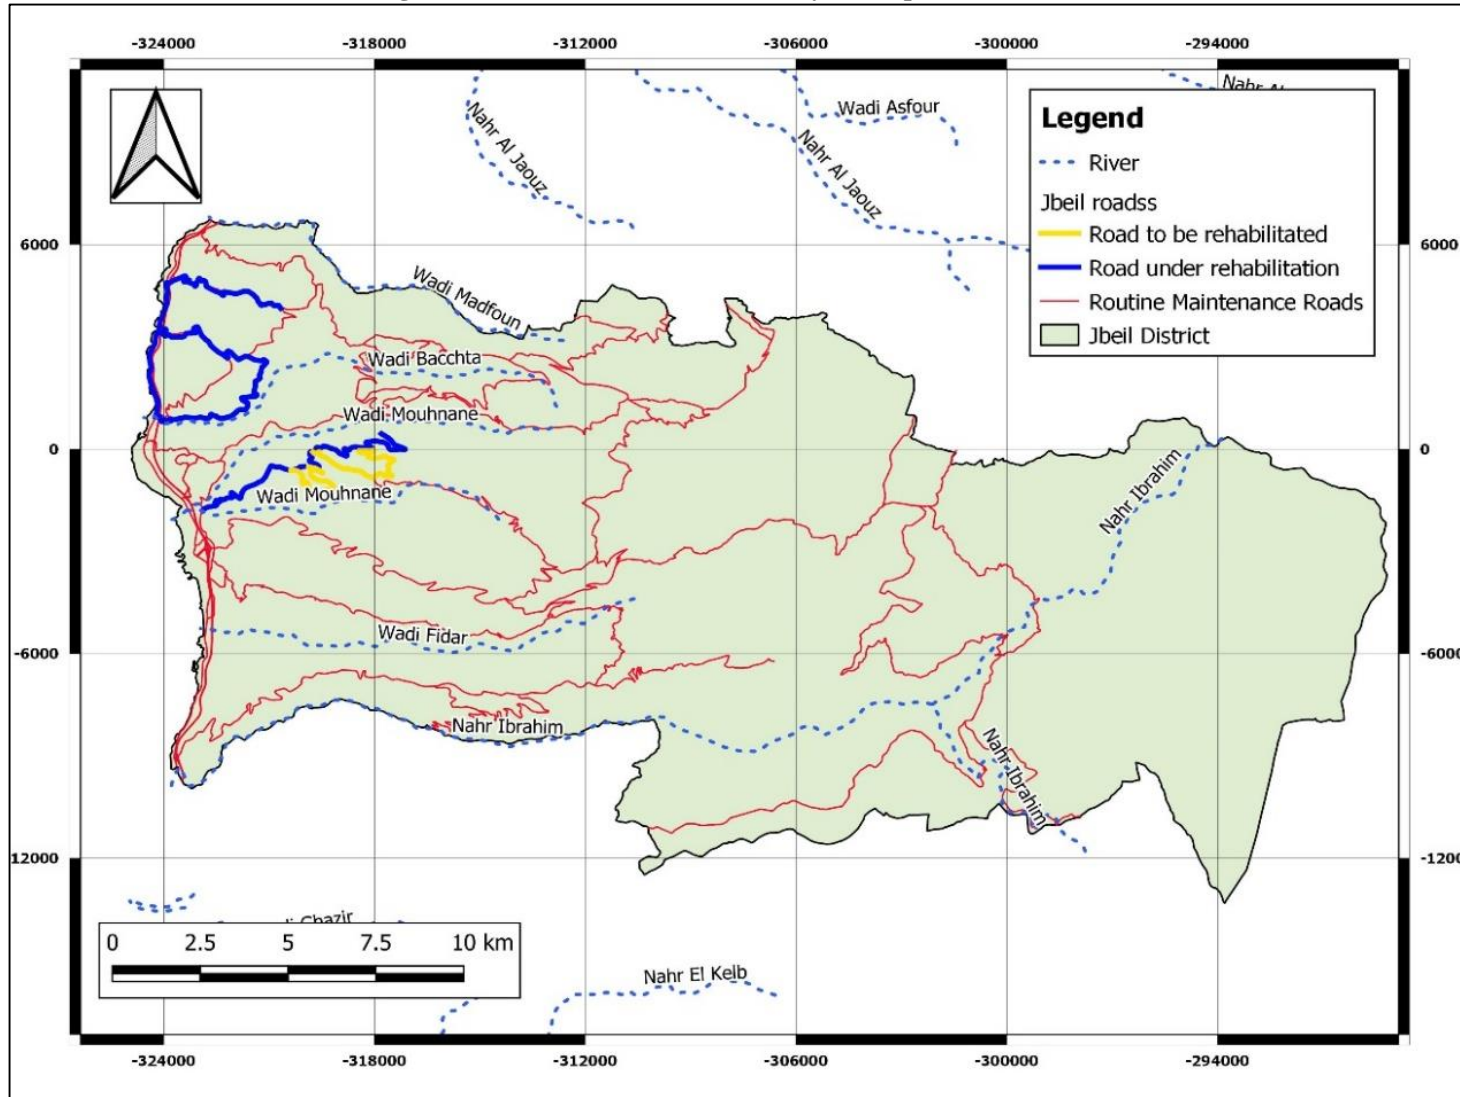 -324000 -318000 -312000 -306000 -300000 -294000
Nahr Al Jaouz
Wadi Asfour
Nahr Al Jaouz
Legend
River
Jbeil roadss
Road to be rehabilitated
Road under rehabilitation
Routine Maintenance Roads
Jbeil District
6000
6000
Wadi Madfoun
Wadi Bacchta
Wadi Mouhnane
0
0
Nahr Ibrahim
Wadi Mouhnane
Wadi Fidar
-6000
-6000
Nahr Ibrahim
Nahr Ibrahim
12000
-1200
0 2.5 5 7.5 10 km
Nahr El Kelb
-324000 -318000 -312000 -306000 -300000 -294000